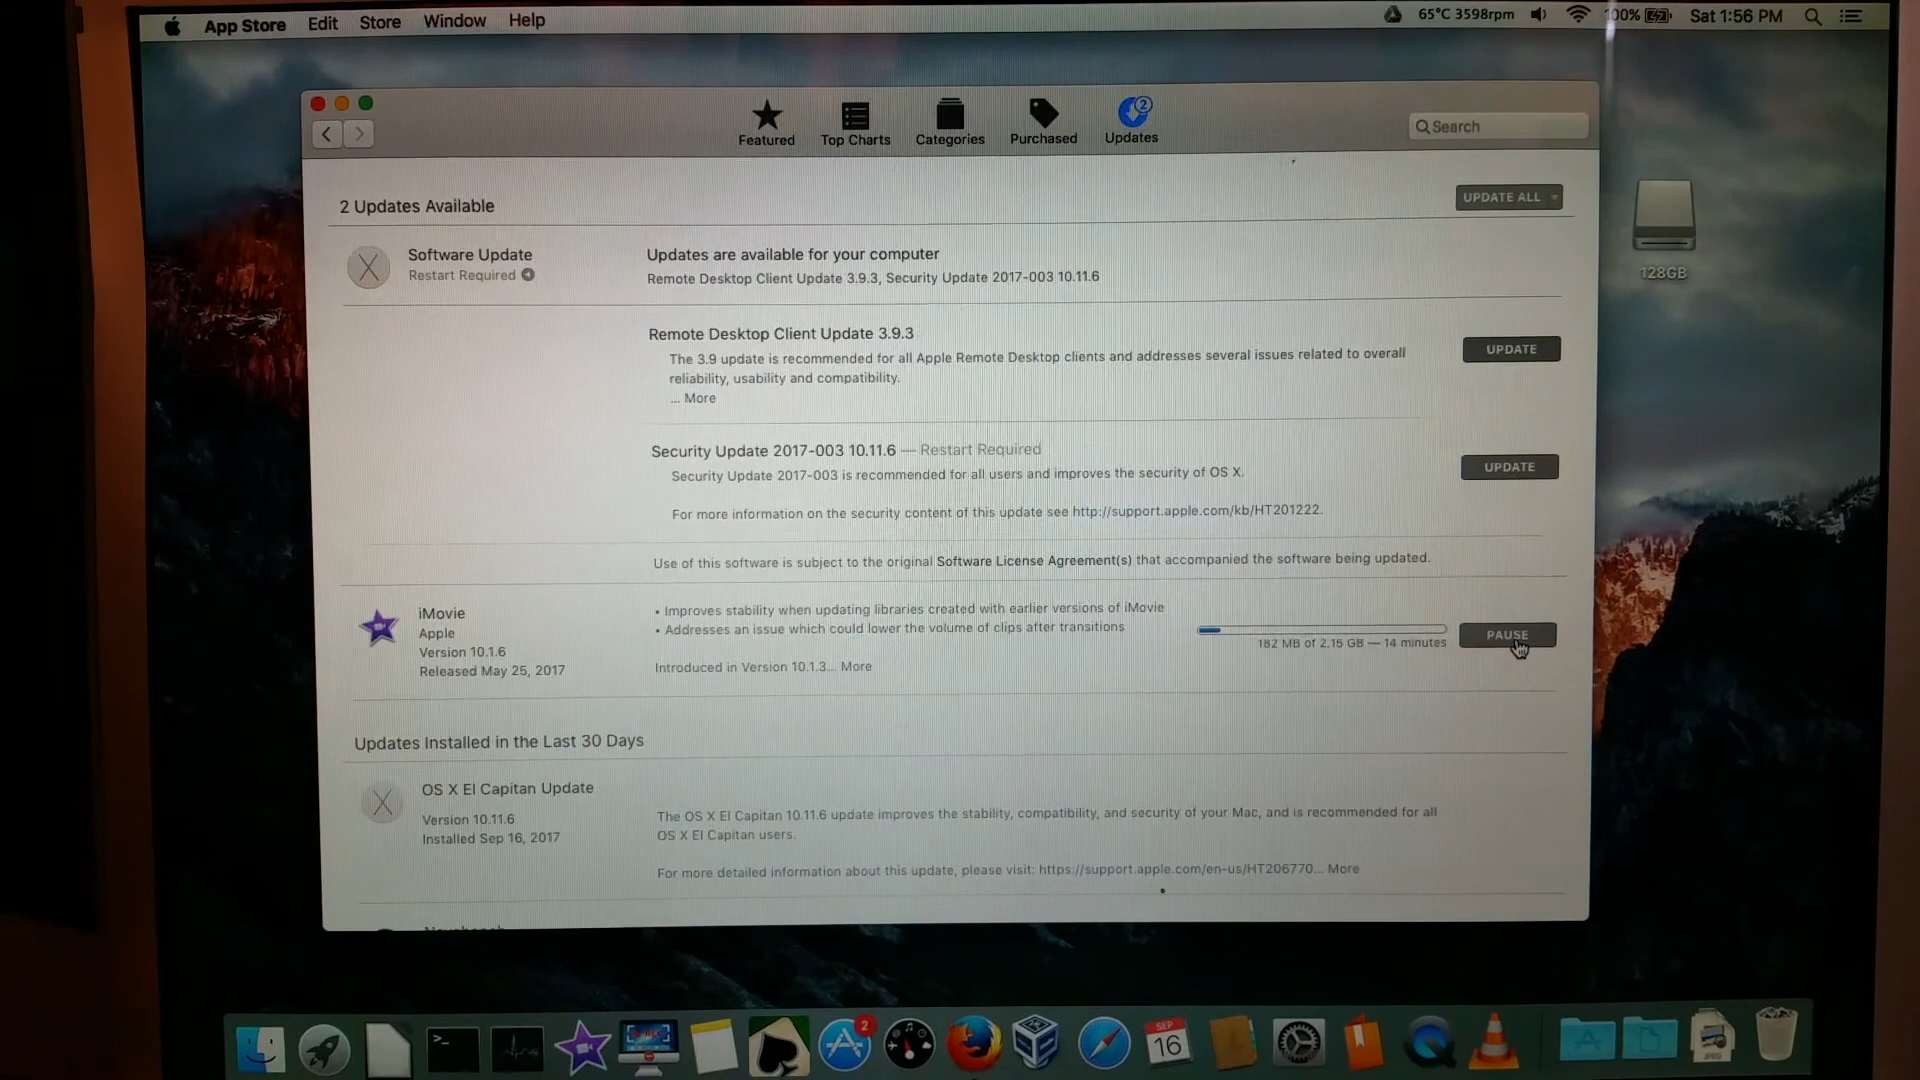 App Store Edit Store Window Help
65°C 3598rpm 100% Sat 1:56 PM
Featured Top Charts Categories Purchased Updates
2
Search
2 Updates Available
UPDATE ALL
Software Update
Restart Required
Updates are available for your computer
Remote Desktop Client Update 3.9.3, Security Update 2017-003 10.11.6
128GB
Remote Desktop Client Update 3.9.3
The 3.9 update is recommended for all Apple Remote Desktop clients and addresses several issues related to overall
reliability, usability and compatibility.
... More
UPDATE
Security Update 2017-003 10.11.6 — Restart Required
Security Update 2017-003 is recommended for all users and improves the security of OS X.
For more information on the security content of this update see http://support.apple.com/kb/HT201222.
UPDATE
Use of this software is subject to the original Software License Agreement(s) that accompanied the software being updated.
iMovie
Apple
Version 10.1.6
Released May 25, 2017
• Improves stability when updating libraries created with earlier versions of iMovie
• Addresses an issue which could lower the volume of clips after transitions
Introduced in Version 10.1.3... More
182 MB of 2.15 GB — 14 minutes
PAUSE
Updates Installed in the Last 30 Days
OS X El Capitan Update
Version 10.11.6
Installed Sep 16, 2017
The OS X El Capitan 10.11.6 update improves the stability, compatibility, and security of your Mac, and is recommended for all
OS X El Capitan users.
For more detailed information about this update, please visit: https://support.apple.com/en-us/HT206770... More
2
SEP
16
JPEG